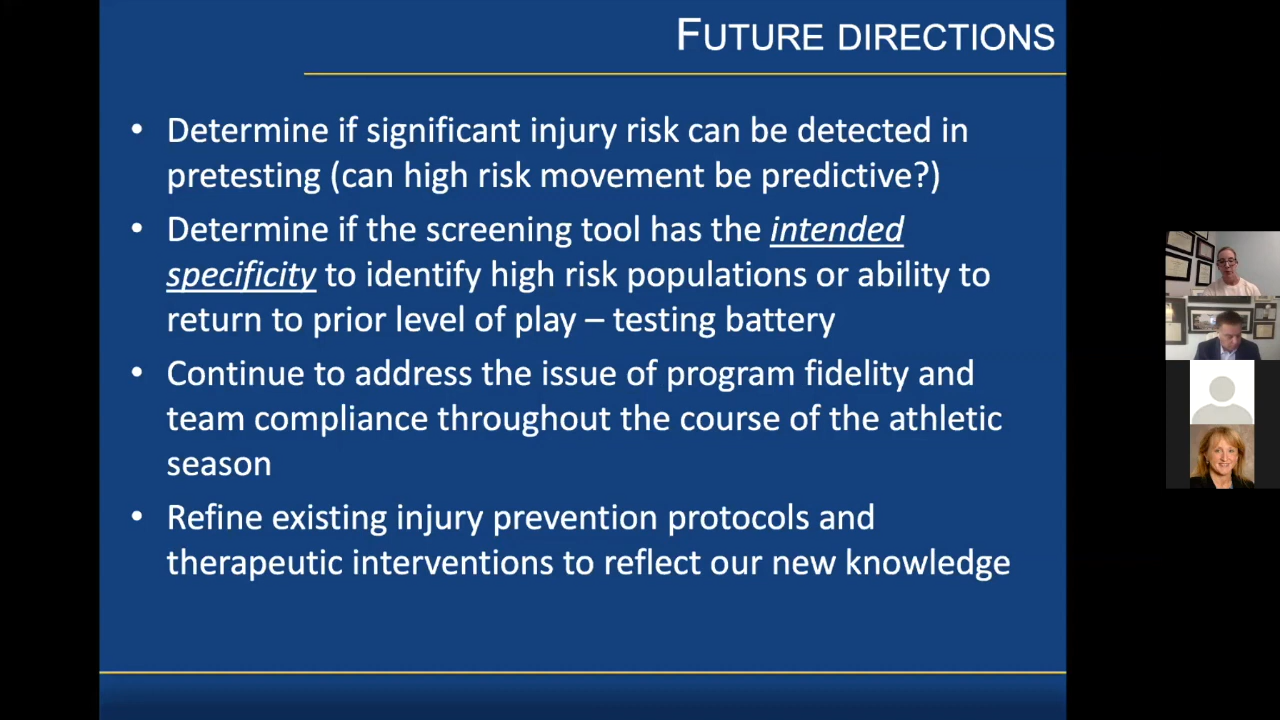 FUTURE DIRECTIONS
• Determine if significant injury risk can be detected in
pretesting (can high risk movement be predictive?)
• Determine if the screening tool has the intended
specificity to identify high risk populations or ability to
return to prior level of play – testing battery
• Continue to address the issue of program fidelity and
team compliance throughout the course of the athletic
season
• Refine existing injury prevention protocols and
therapeutic interventions to reflect our new knowledge